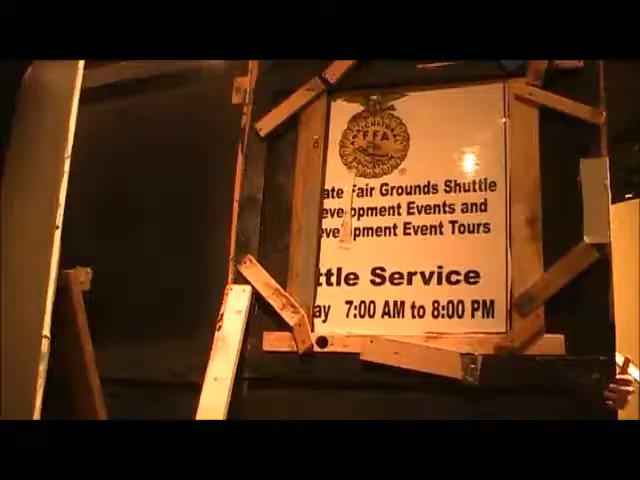 FFA
ate Fair Grounds Shuttle
evelopment Events and
evelopment Event Tours
ttle Service
ay 7:00 AM to 8:00 PM